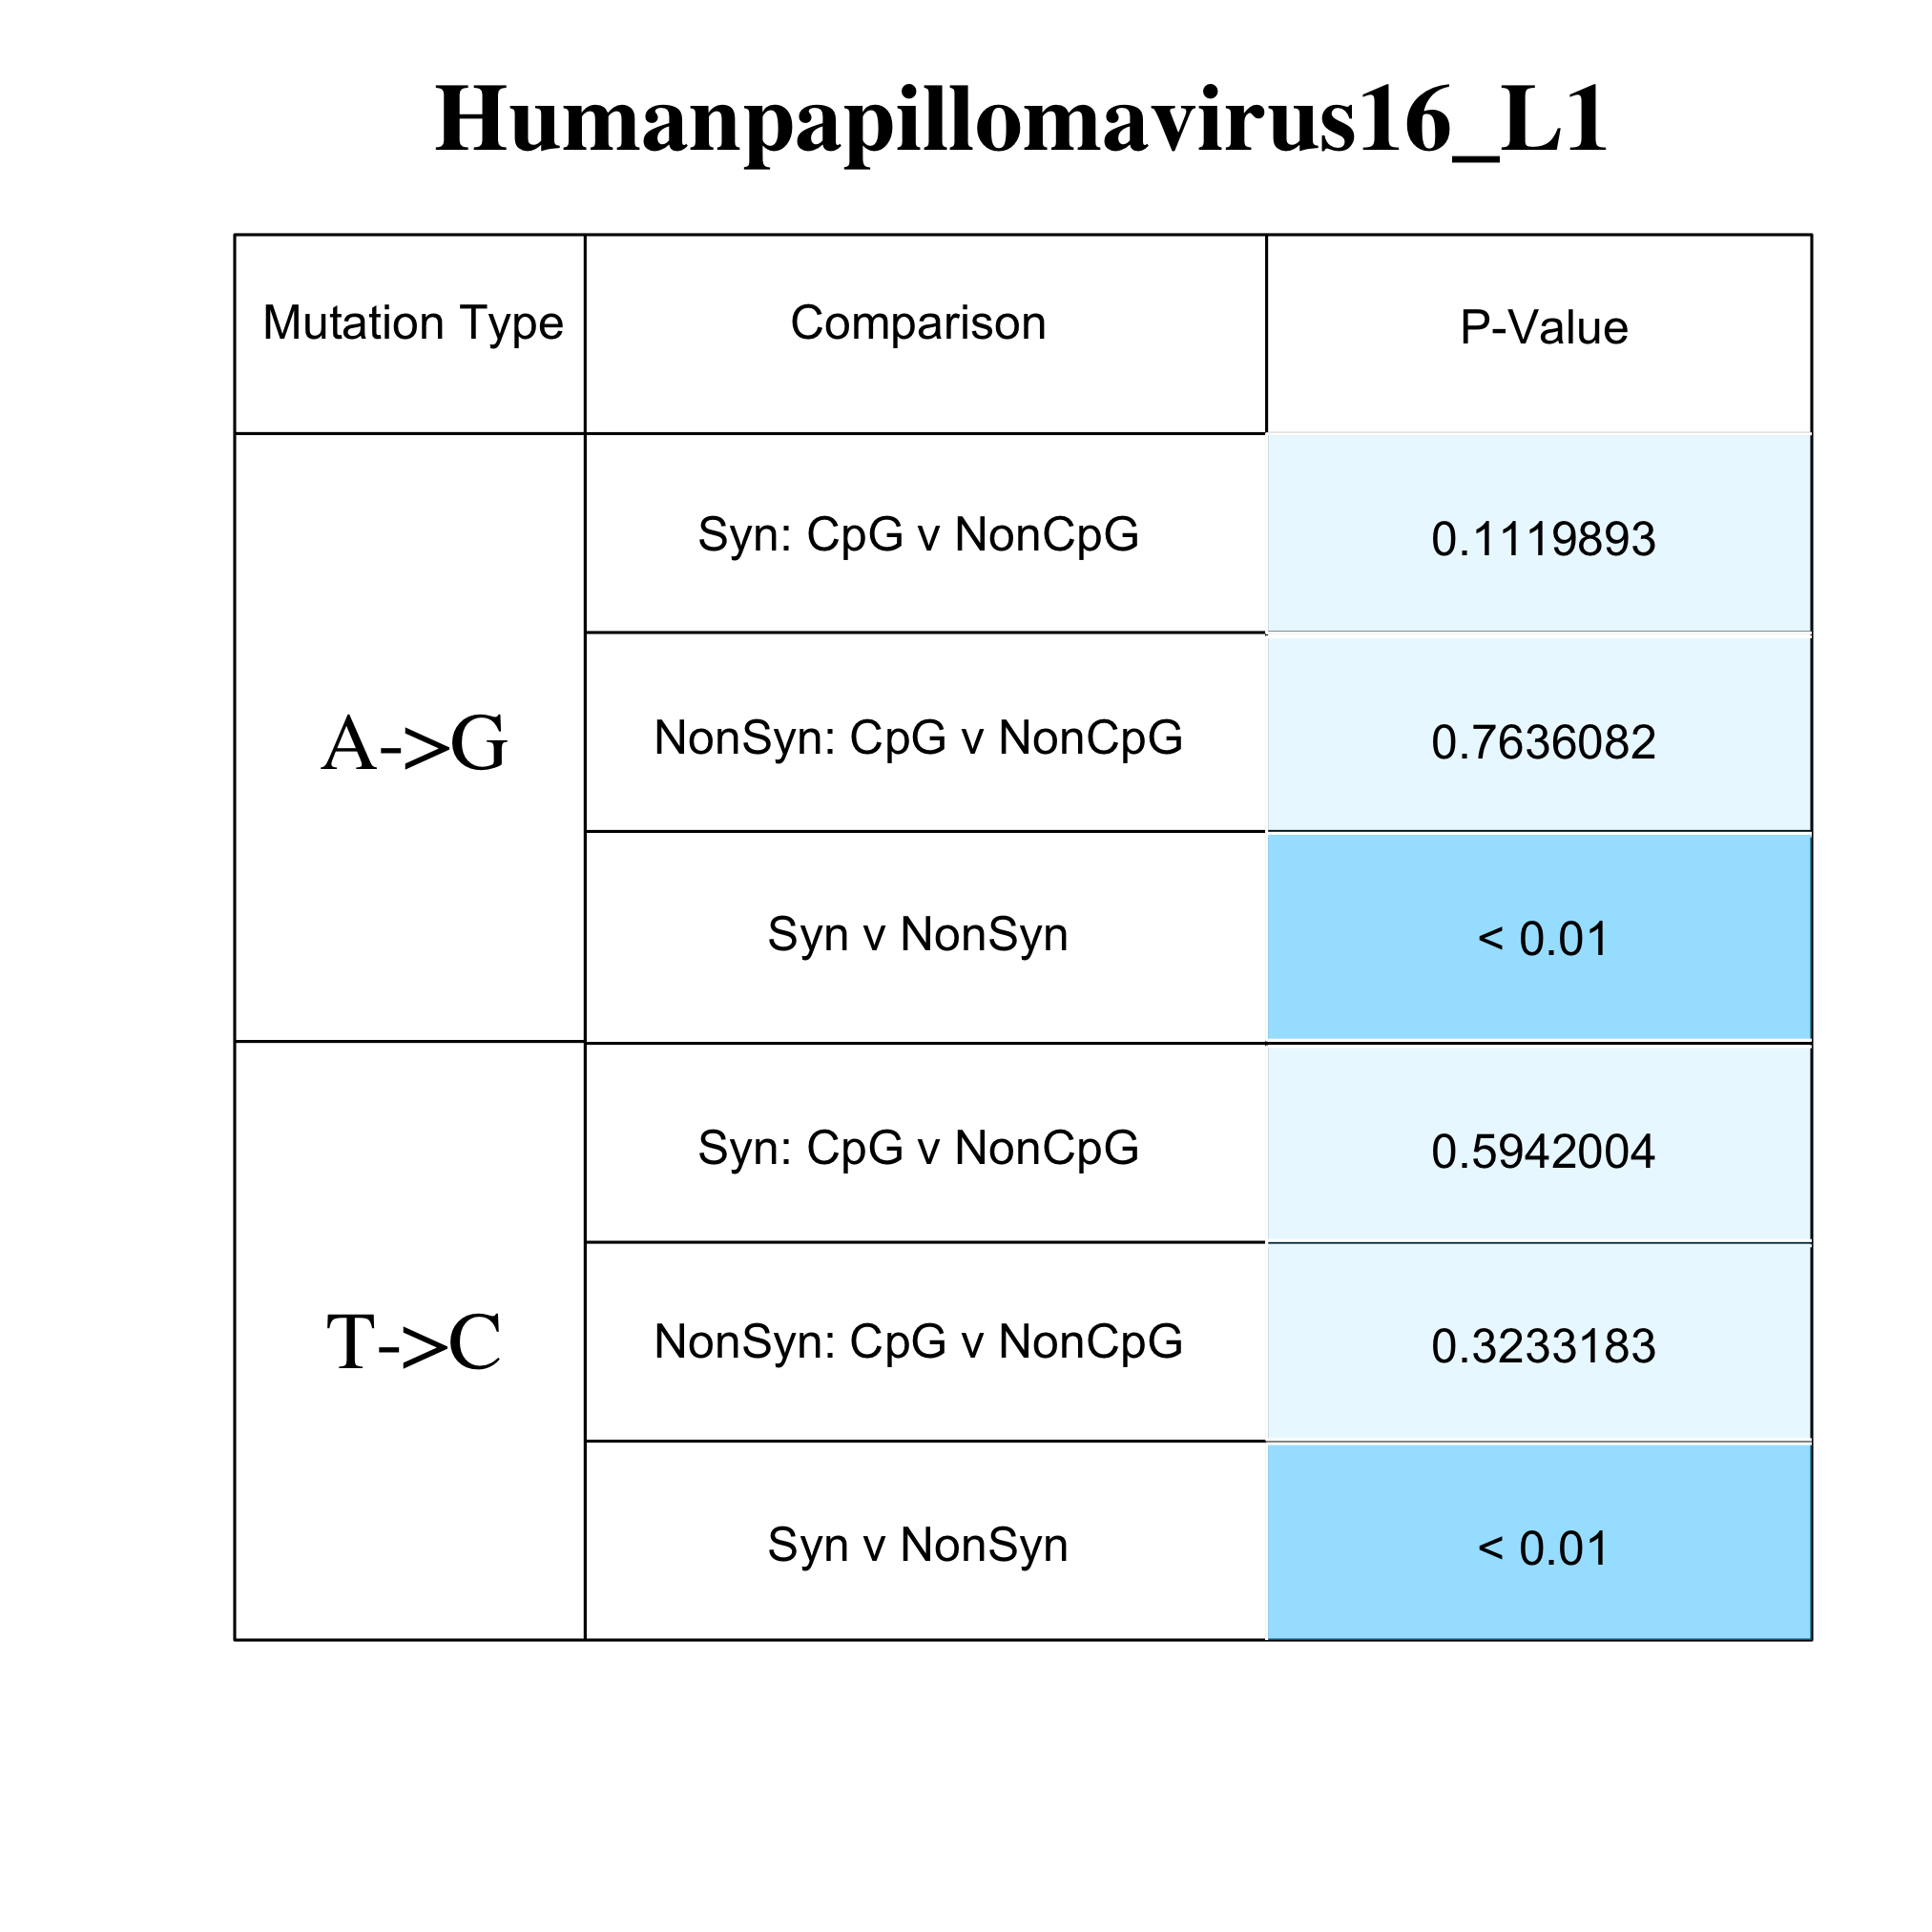 Humanpapillomavirus16_L1
Mutation Type Comparison P-Value
A->G
Syn: CpG v NonCpG 0.1119893
NonSyn: CpG v NonCpG 0.7636082
Syn v NonSyn < 0.01
T->C
Syn: CpG v NonCpG 0.5942004
NonSyn: CpG v NonCpG 0.3233183
Syn v NonSyn < 0.01